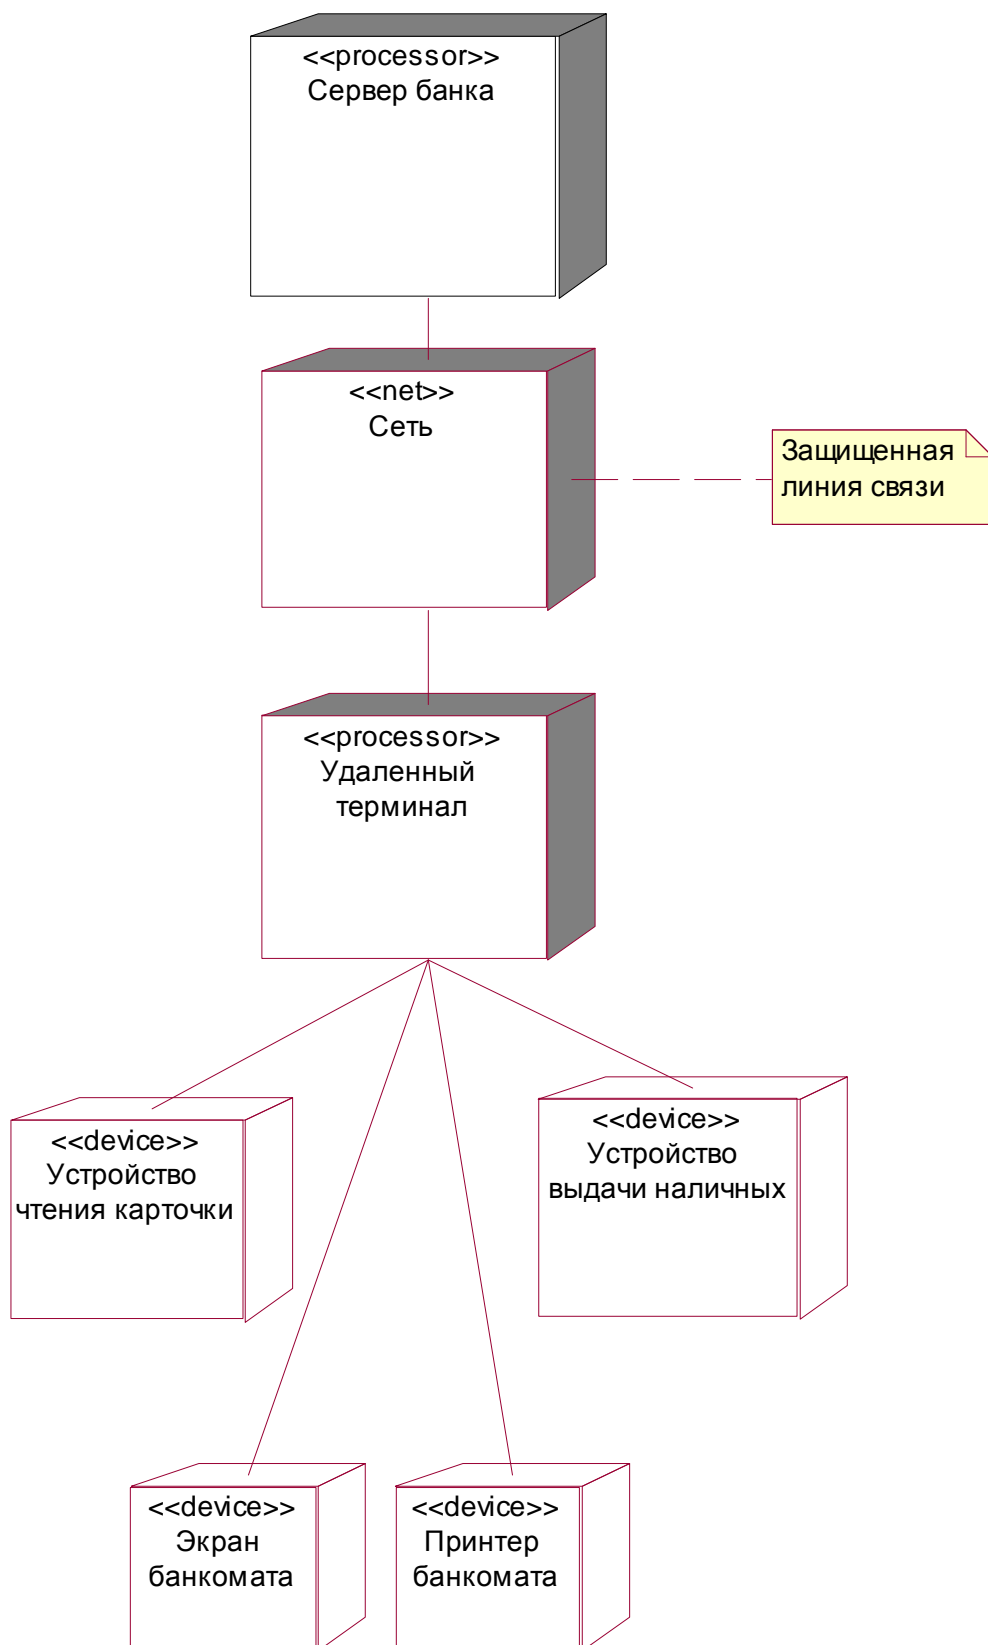 <<processor>>
Сервер банка
<<net>>
Сеть
Защищенная
линия связи
<<processor>>
Удаленный
терминал
<<device>>
Устройство
чтения карточки
<<device>>
Устройство
выдачи наличных
<<device>>
Экран
банкомата
<<device>>
Принтер
банкомата